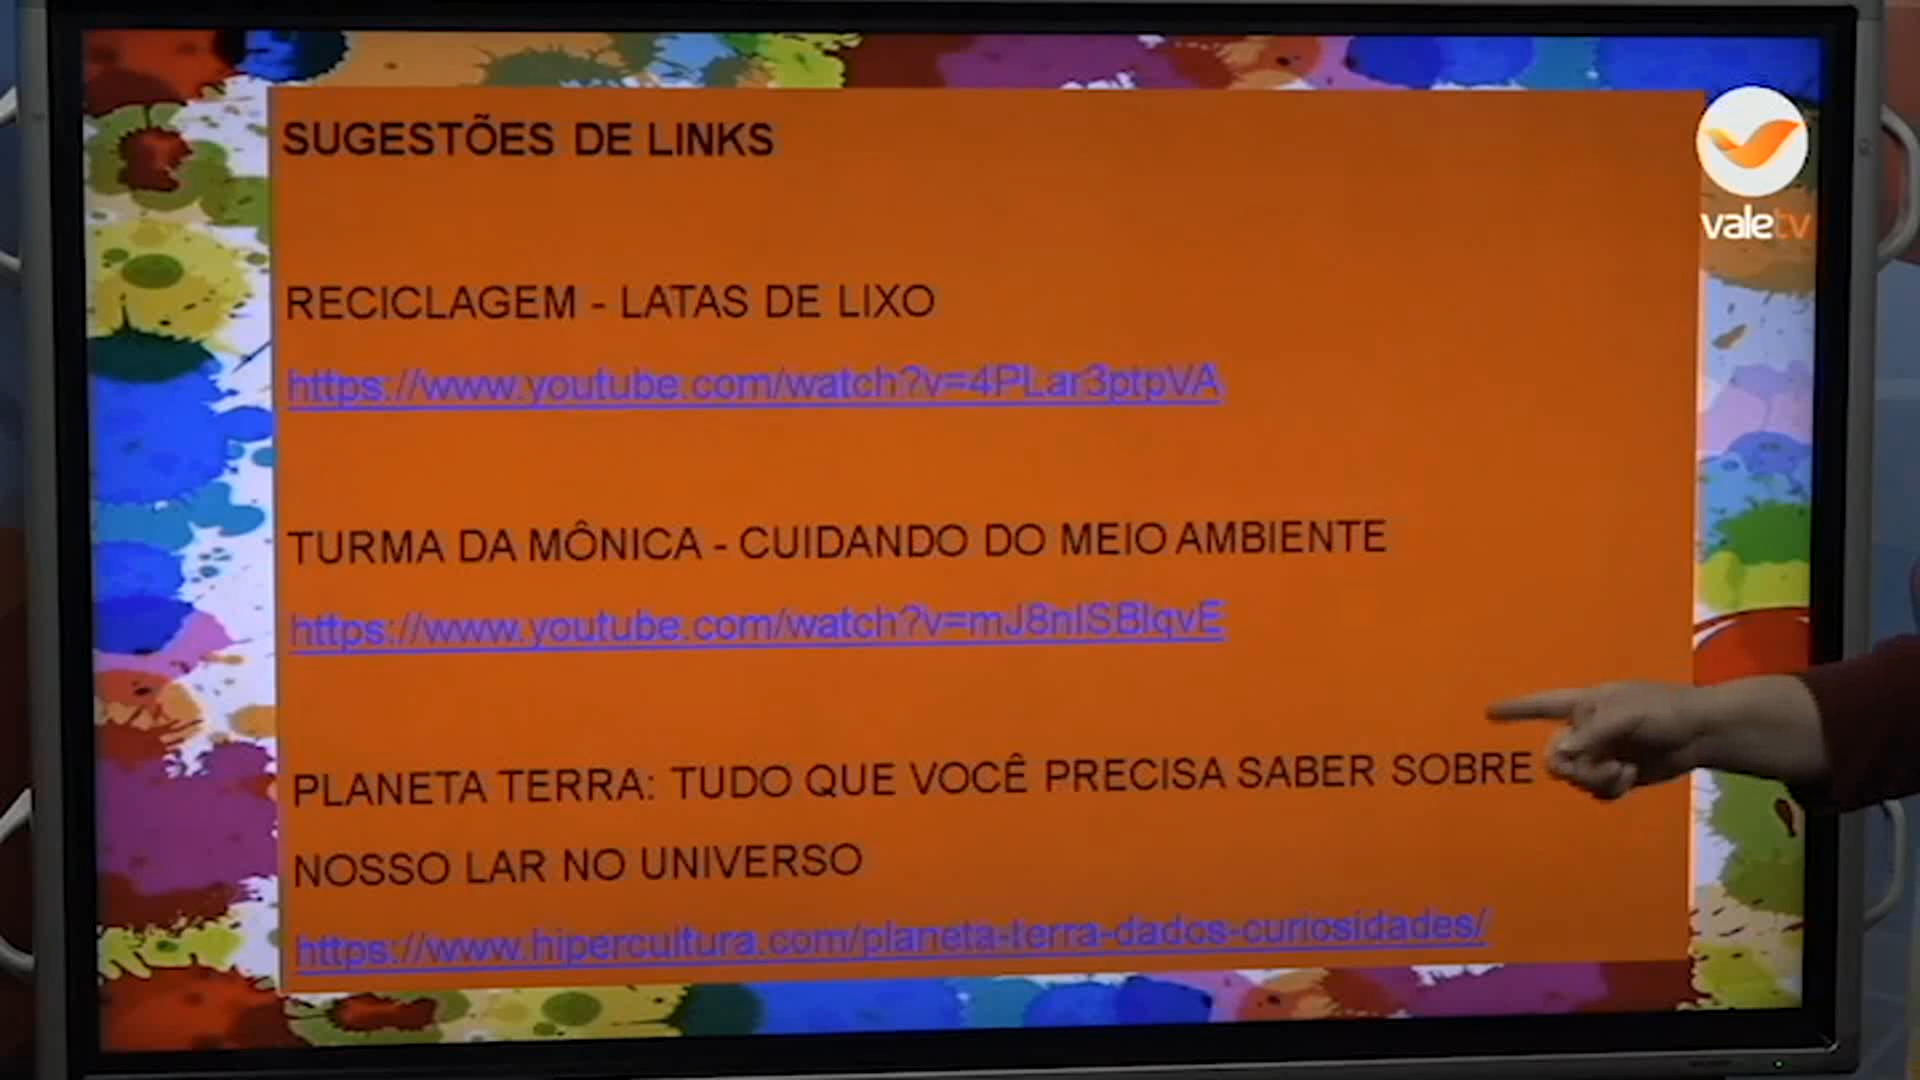 SUGESTÕES DE LINKS
valetv
RECICLAGEM - LATAS DE LIXO
https://www.youtube.com/watch?v=4PLar3ptpVA
TURMA DA MÔNICA - CUIDANDO DO MEIO AMBIENTE
https://www.youtube.com/watch?v=mJ8nlSBlqvE
PLANETA TERRA: TUDO QUE VOCÊ PRECISA SABER SOBRE
NOSSO LAR NO UNIVERSO
https://www.hipercultura.com/planeta-terra-dados-curiosidades/